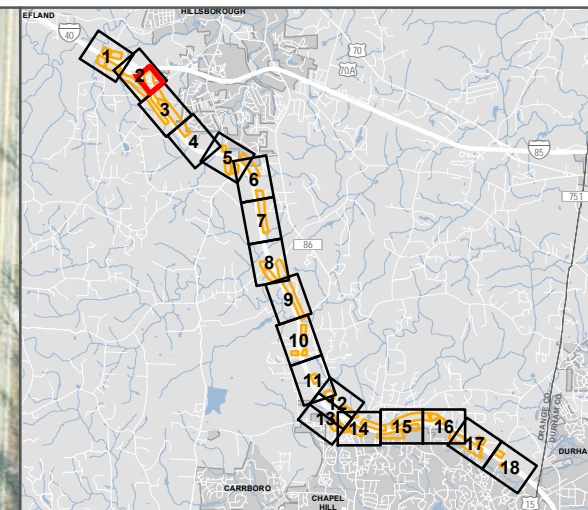 EFLAND
HILLSBOROUGH
40
70
70A
1
2
3
4
5
6
7
8
9
10
11
12
13
14
15
16
17
18
85
751
86
ORANGE CO.
DURHAM CO.
DURHA
CARRBORO
CHAPEL
HILL
15